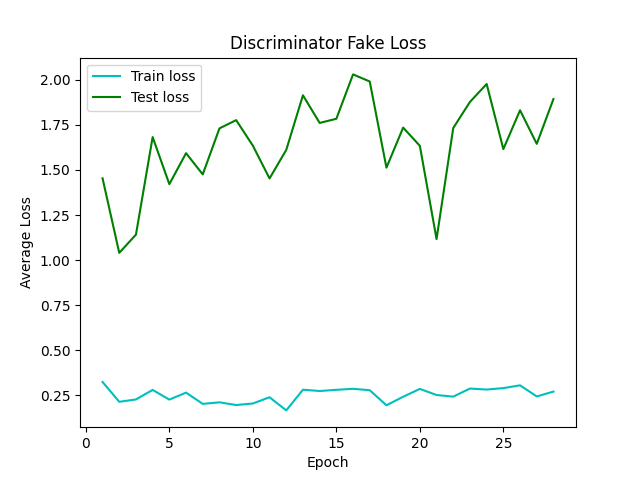 Discriminator Fake Loss
Train loss
Test loss
2.00
1.75
1.50
1.25
1.00
0.75
0.50
0.25
Average Loss
0 5 10 15 20 25
Epoch